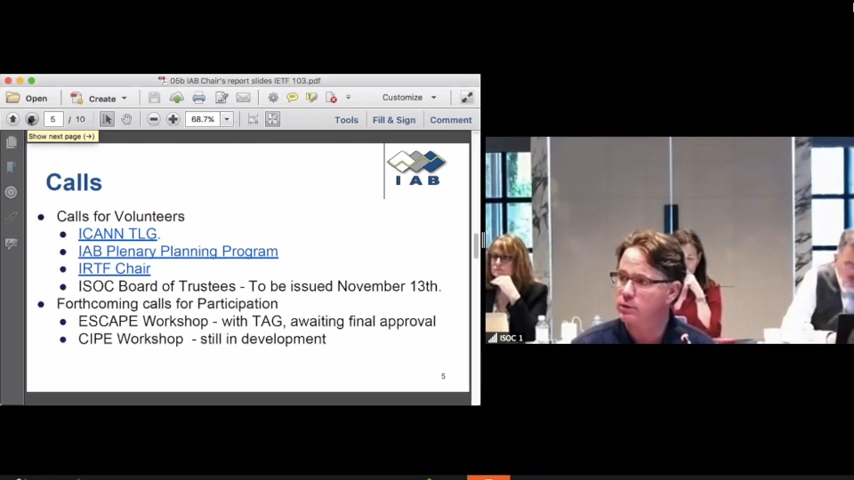 05b IAB Chair's report slides IETF 103.pdf
Open
Create
Customize
5 / 10
68.7%
Tools
Fill & Sign
Comment
Show next page (→)
IAB
Calls
Calls for Volunteers
ICANN TLG.
IAB Plenary Planning Program
IRTF Chair
ISOC Board of Trustees - To be issued November 13th.
Forthcoming calls for Participation
ESCAPE Workshop - with TAG, awaiting final approval
CIPE Workshop - still in development
5
ISOC 1